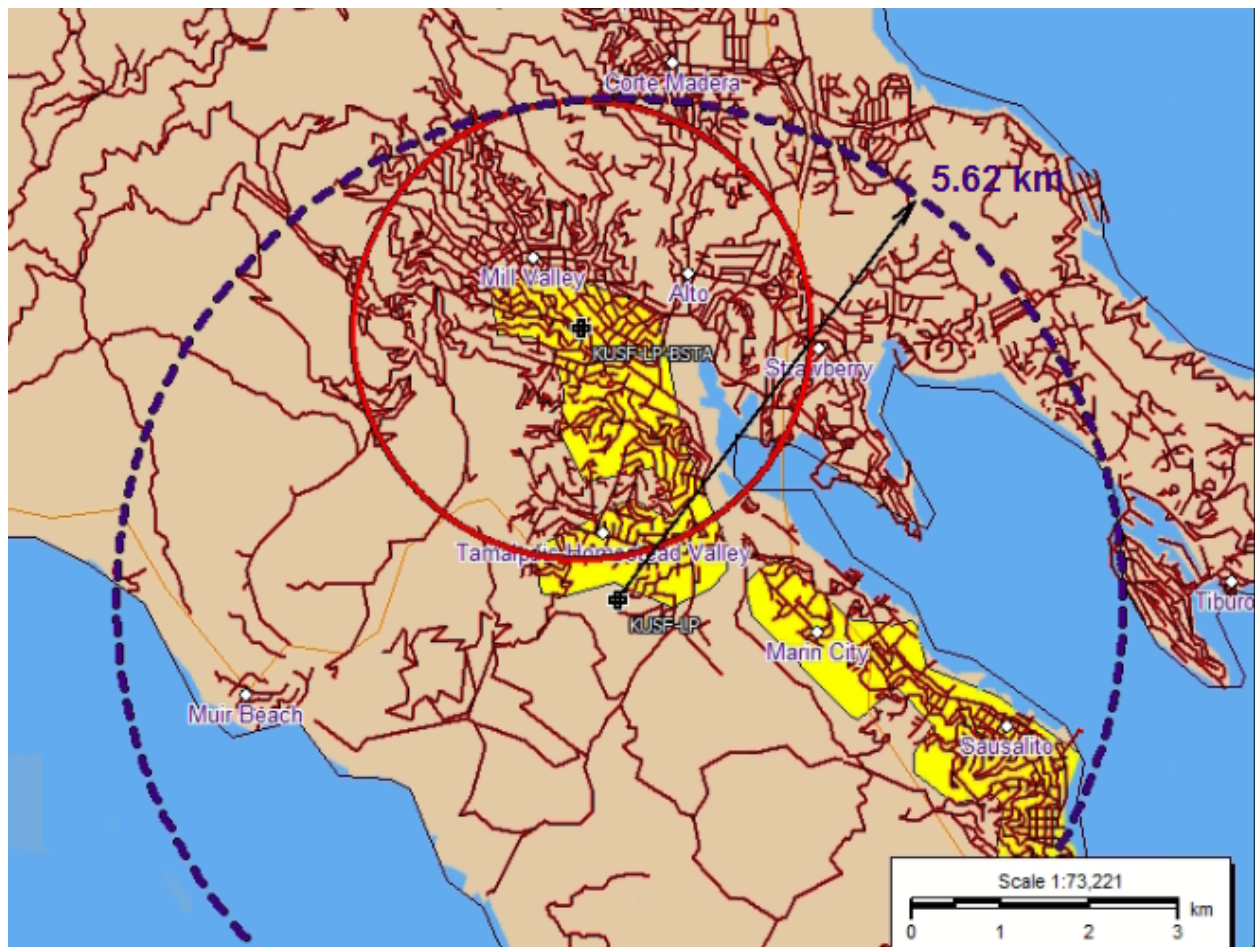 Corte Madera
5.62 km
Mill Valley
Alto
KUSF-LP-BSTA
Strawberry
Tamalpais-Homestead Valley
Tiburo
KUSF-LP
Marin City
Muir Beach
Sausalito
Scale 1:73,221
km
0 1 2 3